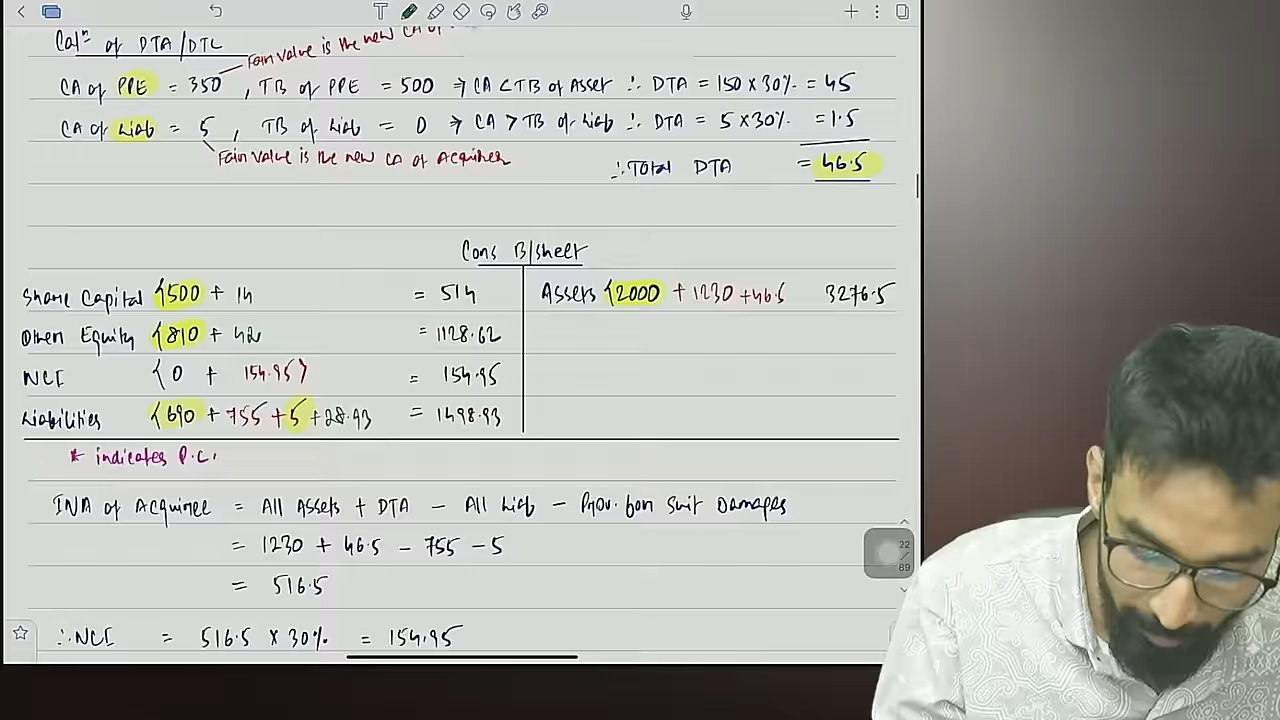 Calⁿ of DTA/DTL
Fair value is the new CA of
CA of PPE = 350 , TB of PPE = 500 ⇒ CA < TB of Asset ∴ DTA = 150 × 30% = 45
CA of Liab = 5 , TB of Liab = 0 ⇒ CA > TB of Liab ∴ DTA = 5 × 30% = 1.5
Fair value is the new CA of Acquirer
∴ Total DTA = 46.5
Cons B/sheet
Share Capital {500 + 14 = 514
Assets {2000 + 1230 + 46.5 3276.5
Other Equity {810 + 42 = 1128.62
NCI {0 + 154.95} = 154.95
Liabilities {690 + 755 + 5 + 28.93 = 1498.93
* indicates P.C.
INA of Acquiree = All Assets + DTA - All Liab - Prov. for Suit Damages
= 1230 + 46.5 - 755 - 5
= 516.5
∴ NCI = 516.5 × 30% = 154.95
22
/
89